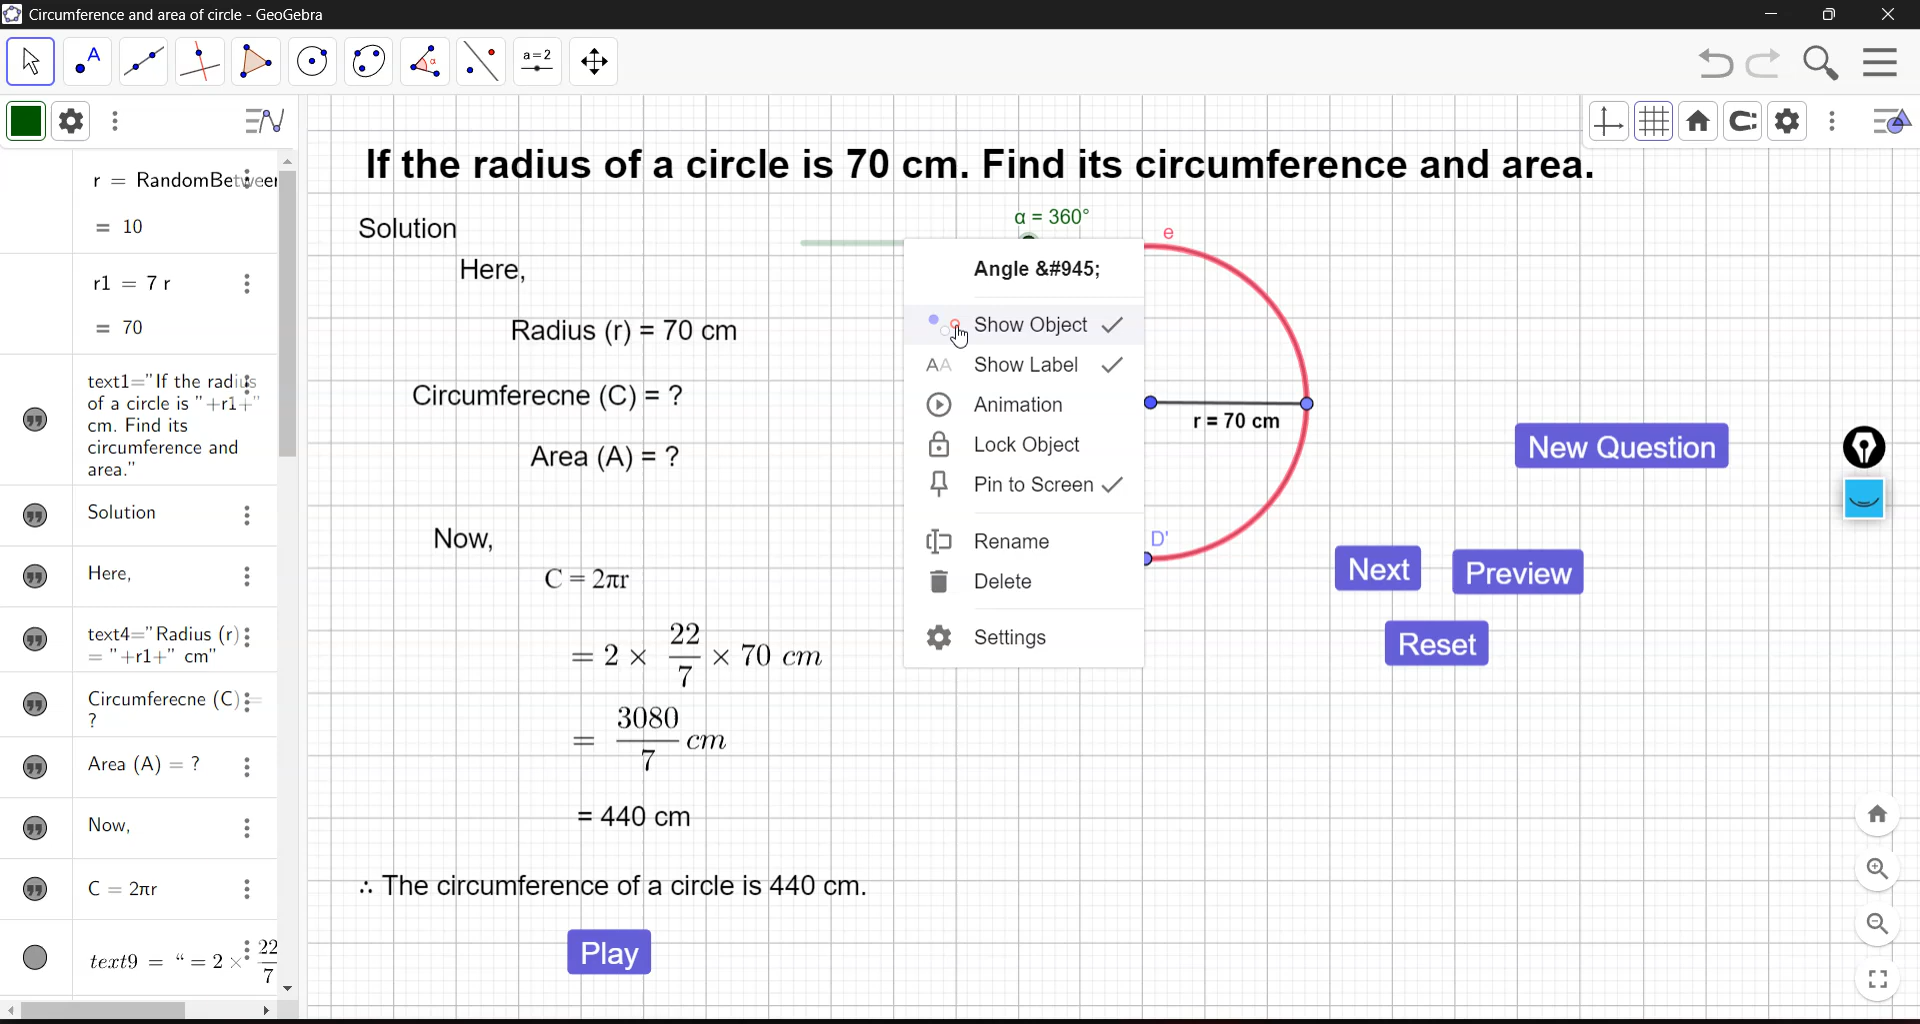 Circumference and area of circle - GeoGebra
A
α
a=2
r = RandomBetween
= 10
r1 = 7 r
= 70
text1="If the radius
of a circle is "+r1+"
cm. Find its
circumference and
area."
Solution
Here,
text4="Radius (r)
= "+r1+" cm"
Circumferecne (C) =
?
Area (A) = ?
Now,
C = 2πr
text9 = “ = 2 × 22
7
If the radius of a circle is 70 cm. Find its circumference and area.
Solution
Here,
Radius (r) = 70 cm
Circumferecne (C) = ?
Area (A) = ?
Now,
C = 2πr
= 2 × 22/7 × 70 cm
= 3080/7 cm
= 440 cm
∴ The circumference of a circle is 440 cm.
Play
α = 360°
e
Angle &#945;
Show Object
AA Show Label
Animation
Lock Object
Pin to Screen
Rename
Delete
Settings
r = 70 cm
D'
New Question
Next
Preview
Reset